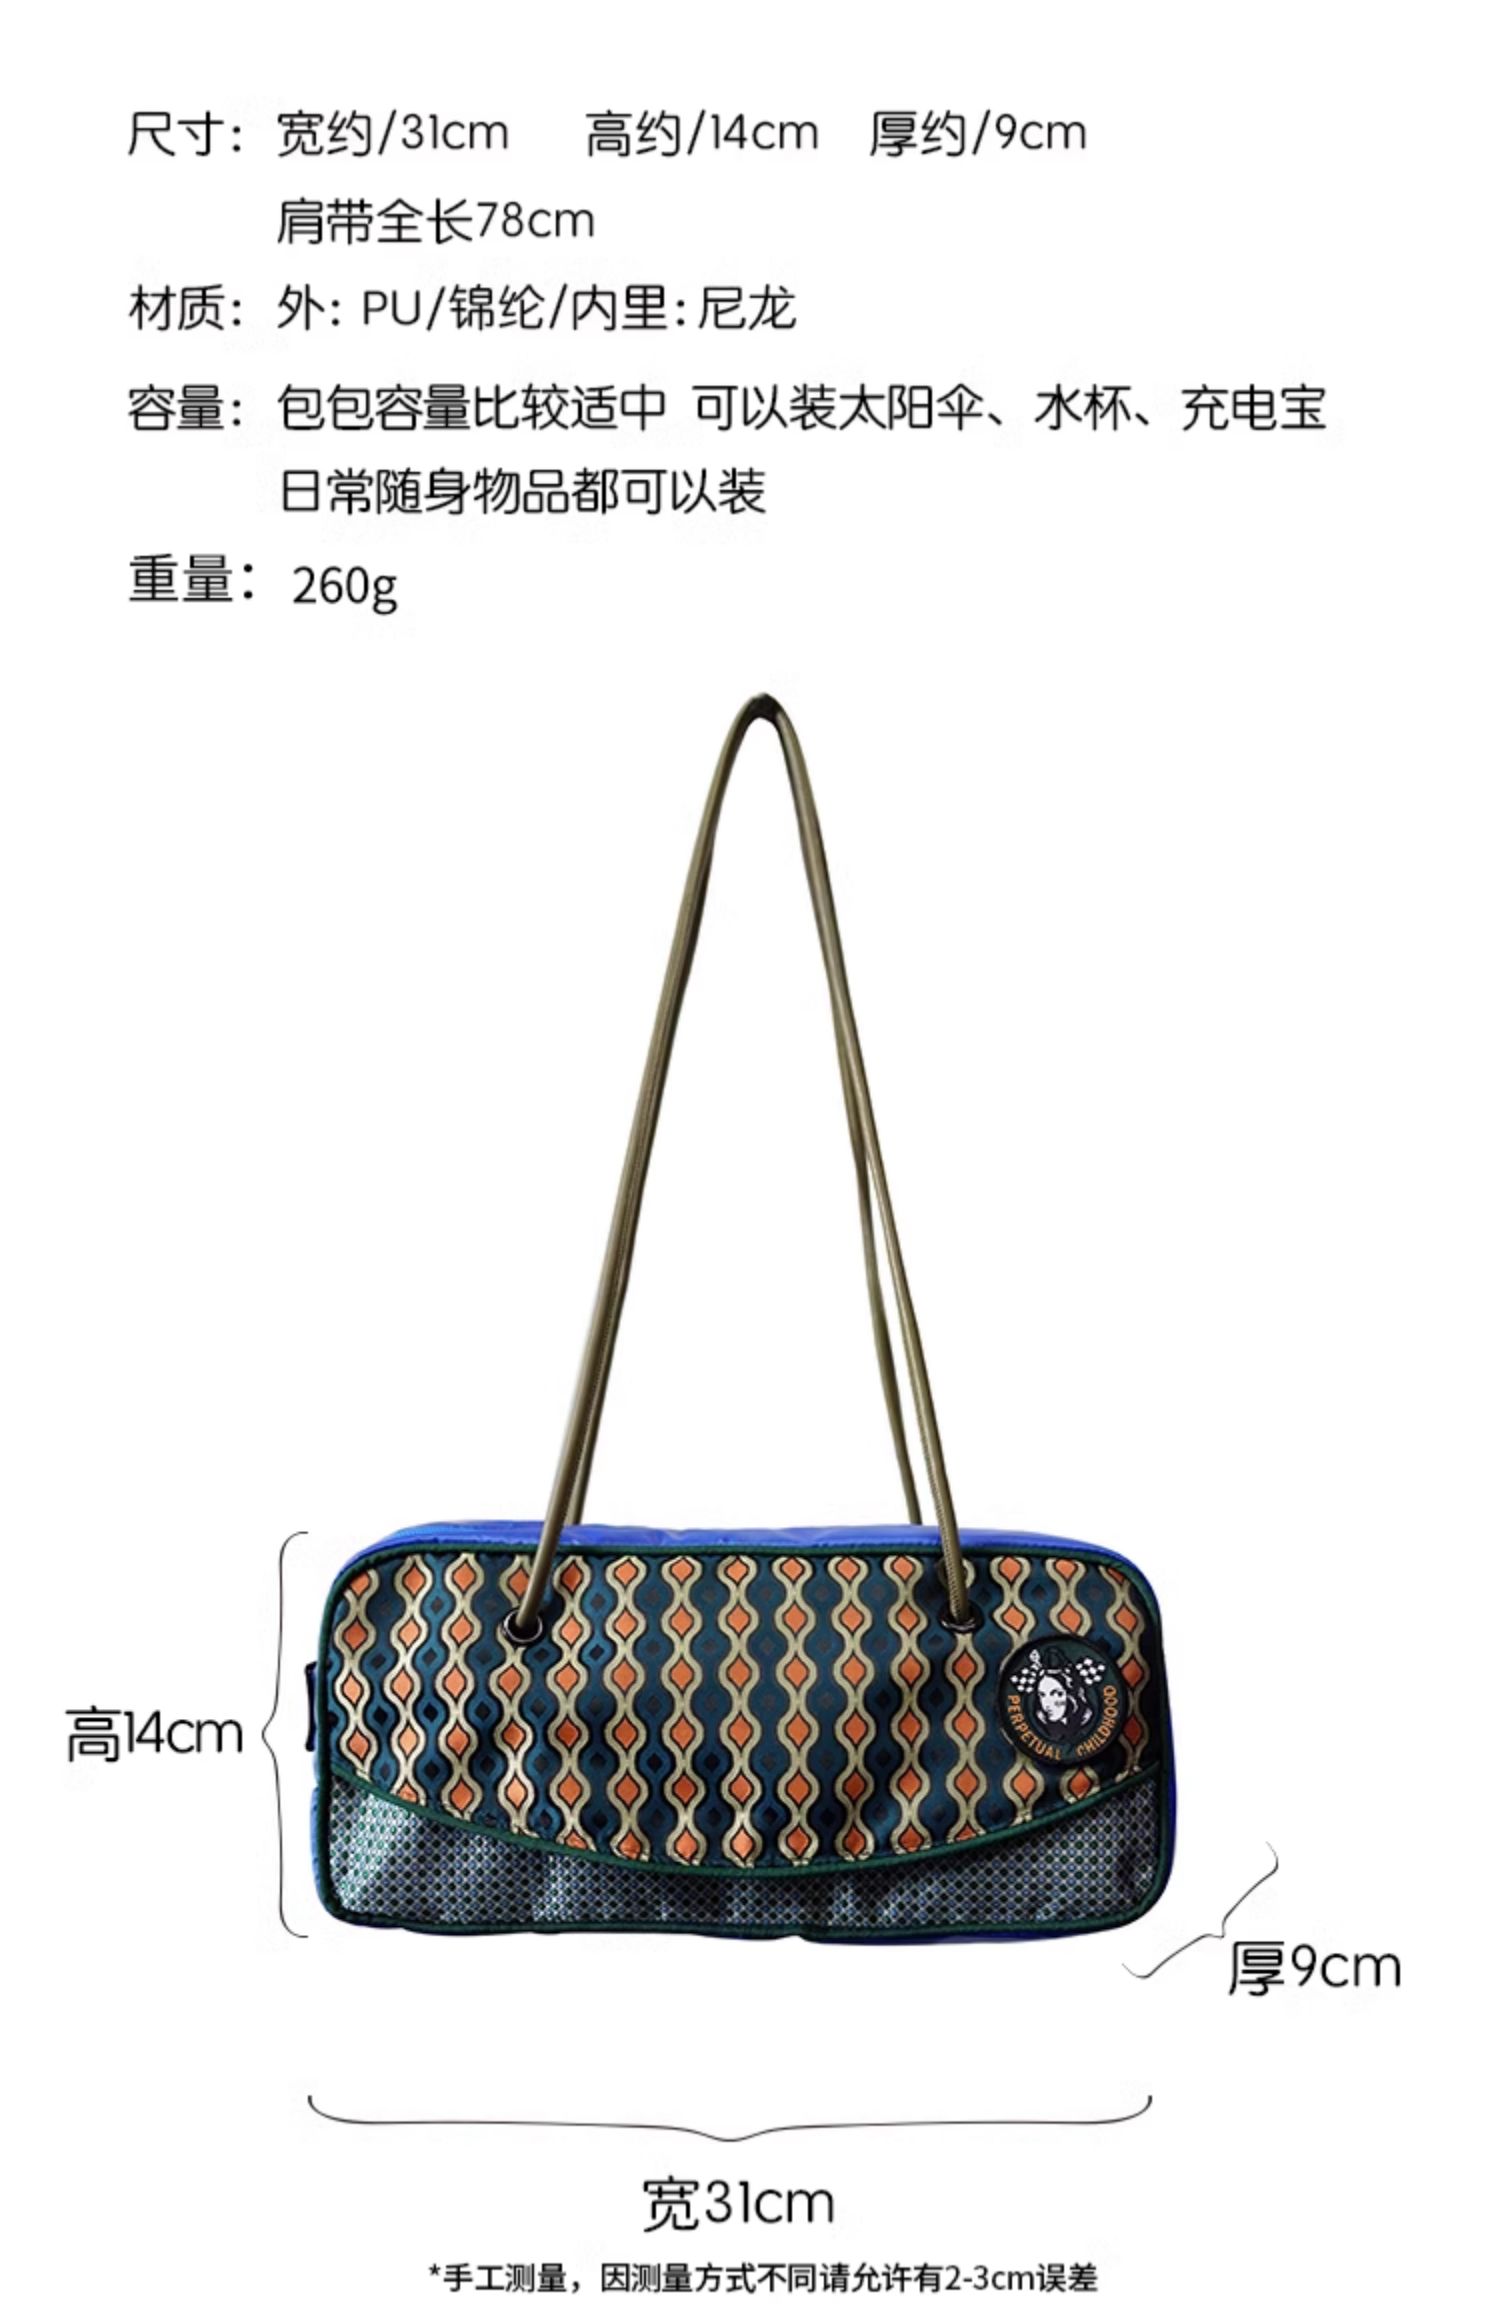 尺寸：宽约/31cm 高约/14cm 厚约/9cm
肩带全长78cm
材质：外：PU/锦纶/内里：尼龙
容量：包包容量比较适中 可以装太阳伞、水杯、充电宝
日常随身物品都可以装
重量：260g
PERPETUAL CHILDHOOD
高14cm
厚9cm
宽31cm
*手工测量，因测量方式不同请允许有2-3cm误差